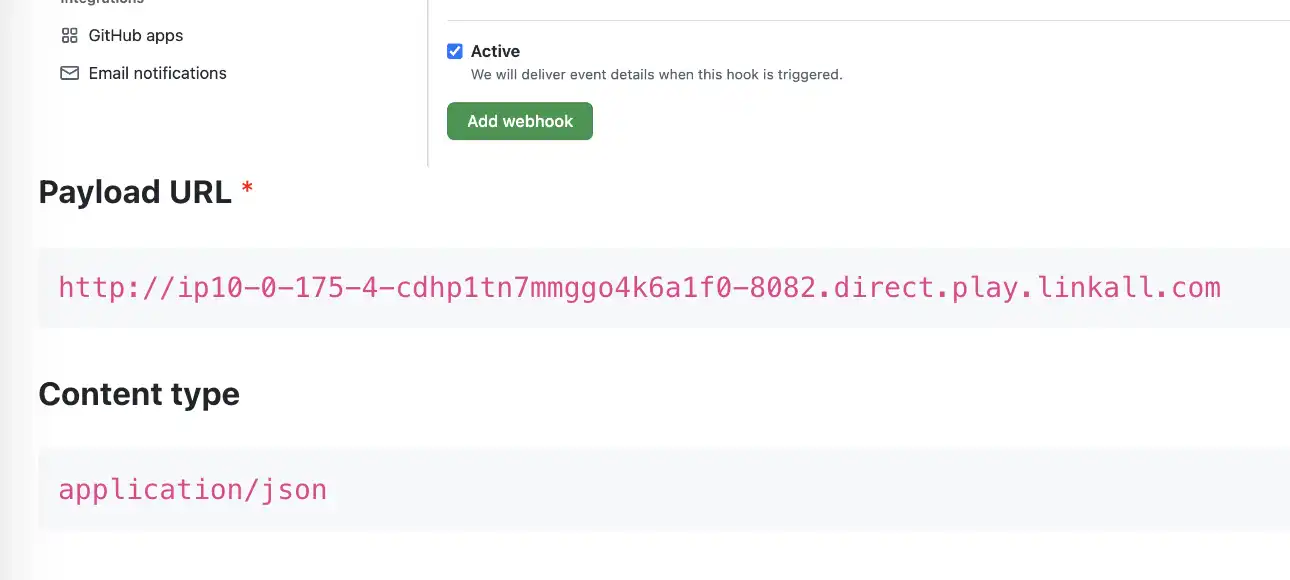 Integrations
GitHub apps
Email notifications
Active
We will deliver event details when this hook is triggered.
Add webhook
Payload URL *
http://ip10-0-175-4-cdhp1tn7mmggo4k6a1f0-8082.direct.play.linkall.com
Content type
application/json